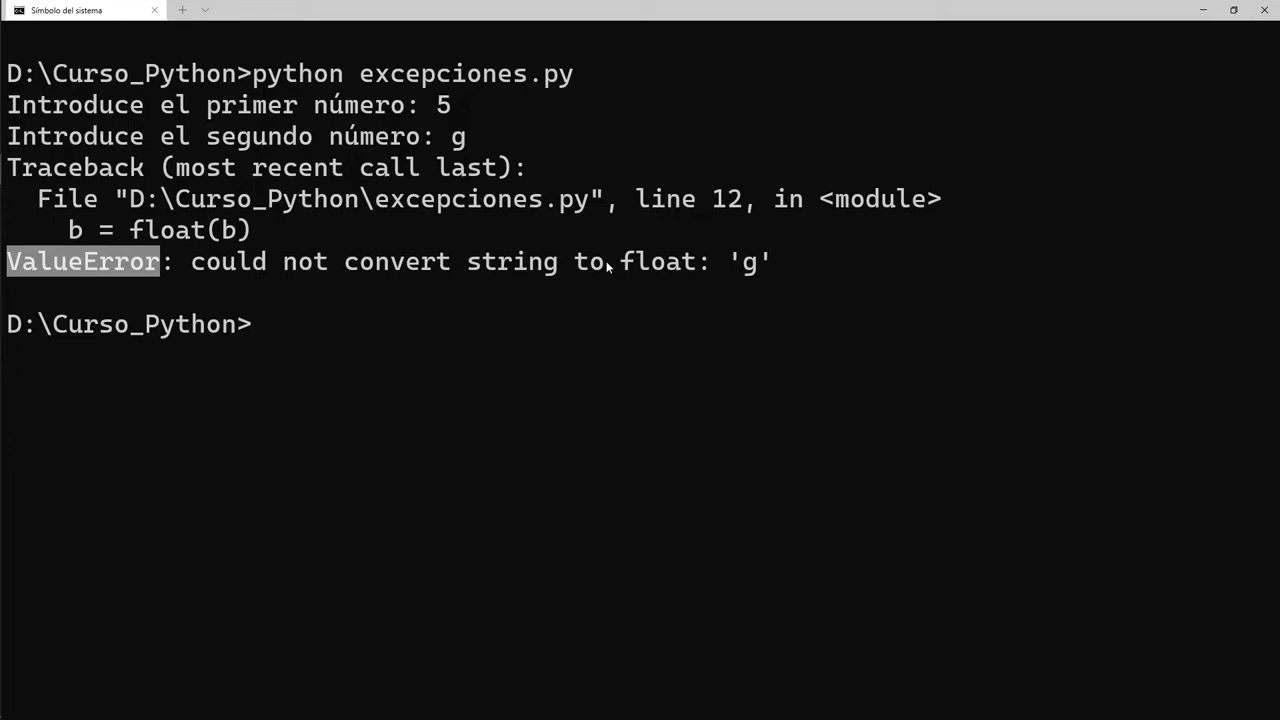 Símbolo del sistema
D:\Curso_Python>python excepciones.py
Introduce el primer número: 5
Introduce el segundo número: g
Traceback (most recent call last):
  File "D:\Curso_Python\excepciones.py", line 12, in <module>
    b = float(b)
ValueError: could not convert string to float: 'g'
D:\Curso_Python>